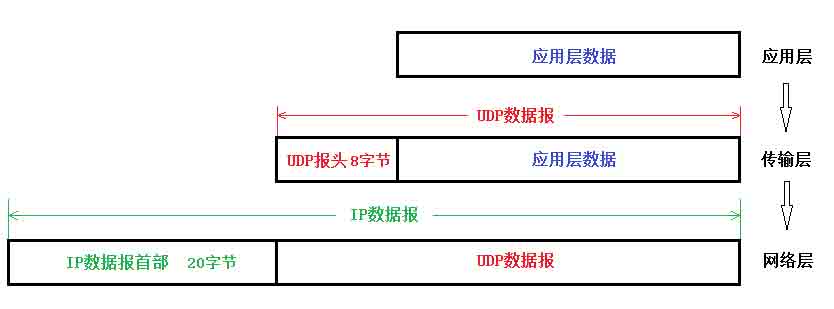 应用层数据 应用层
UDP数据报
UDP报头 8字节 应用层数据 传输层
IP数据报
IP数据报首部 20字节 UDP数据报 网络层